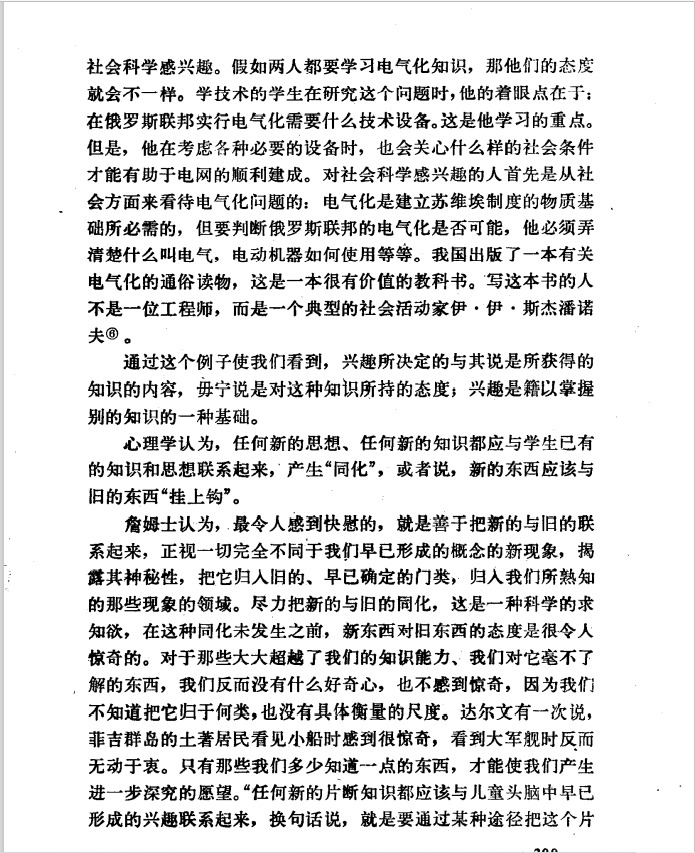 社会科学感兴趣。假如两人都要学习电气化知识，那他们的态度
就会不一样。学技术的学生在研究这个问题时，他的着眼点在于：
在俄罗斯联邦实行电气化需要什么技术设备。这是他学习的重点。
但是，他在考虑各种必要的设备时，也会关心什么样的社会条件
才能有助于电网的顺利建成。对社会科学感兴趣的人首先是从社
会方面来看待电气化问题的：电气化是建立苏维埃制度的物质基
础所必需的，但要判断俄罗斯联邦的电气化是否可能，他必须弄
清楚什么叫电气，电动机器如何使用等等。我国出版了一本有关
电气化的通俗读物，这是一本很有价值的教科书。写这本书的人
不是一位工程师，而是一个典型的社会活动家伊·伊·斯杰潘诺
夫⑥。
通过这个例子使我们看到，兴趣所决定的与其说是所获得的
知识的内容，毋宁说是对这种知识所持的态度；兴趣是籍以掌握
别的知识的一种基础。
心理学认为，任何新的思想、任何新的知识都应与学生已有
的知识和思想联系起来，产生“同化”，或者说，新的东西应该与
旧的东西“挂上钩”。
詹姆士认为，最令人感到快慰的，就是善于把新的与旧的联
系起来，正视一切完全不同于我们早已形成的概念的新现象，揭
露其神秘性，把它归入旧的、早已确定的门类，归入我们所熟知
的那些现象的领域。尽力把新的与旧的同化，这是一种科学的求
知欲，在这种同化未发生之前，新东西对旧东西的态度是很令人
惊奇的。对于那些大大超越了我们的知识能力、我们对它毫不了
解的东西，我们反而没有什么好奇心，也不感到惊奇，因为我们
不知道把它归于何类，也没有具体衡量的尺度。达尔文有一次说，
菲吉群岛的土著居民看见小船时感到很惊奇，看到大军舰时反而
无动于衷。只有那些我们多少知道一点的东西，才能使我们产生
进一步深究的愿望。“任何新的片断知识都应该与儿童头脑中早已
形成的兴趣联系起来，换句话说，就是要通过某种途径把这个片